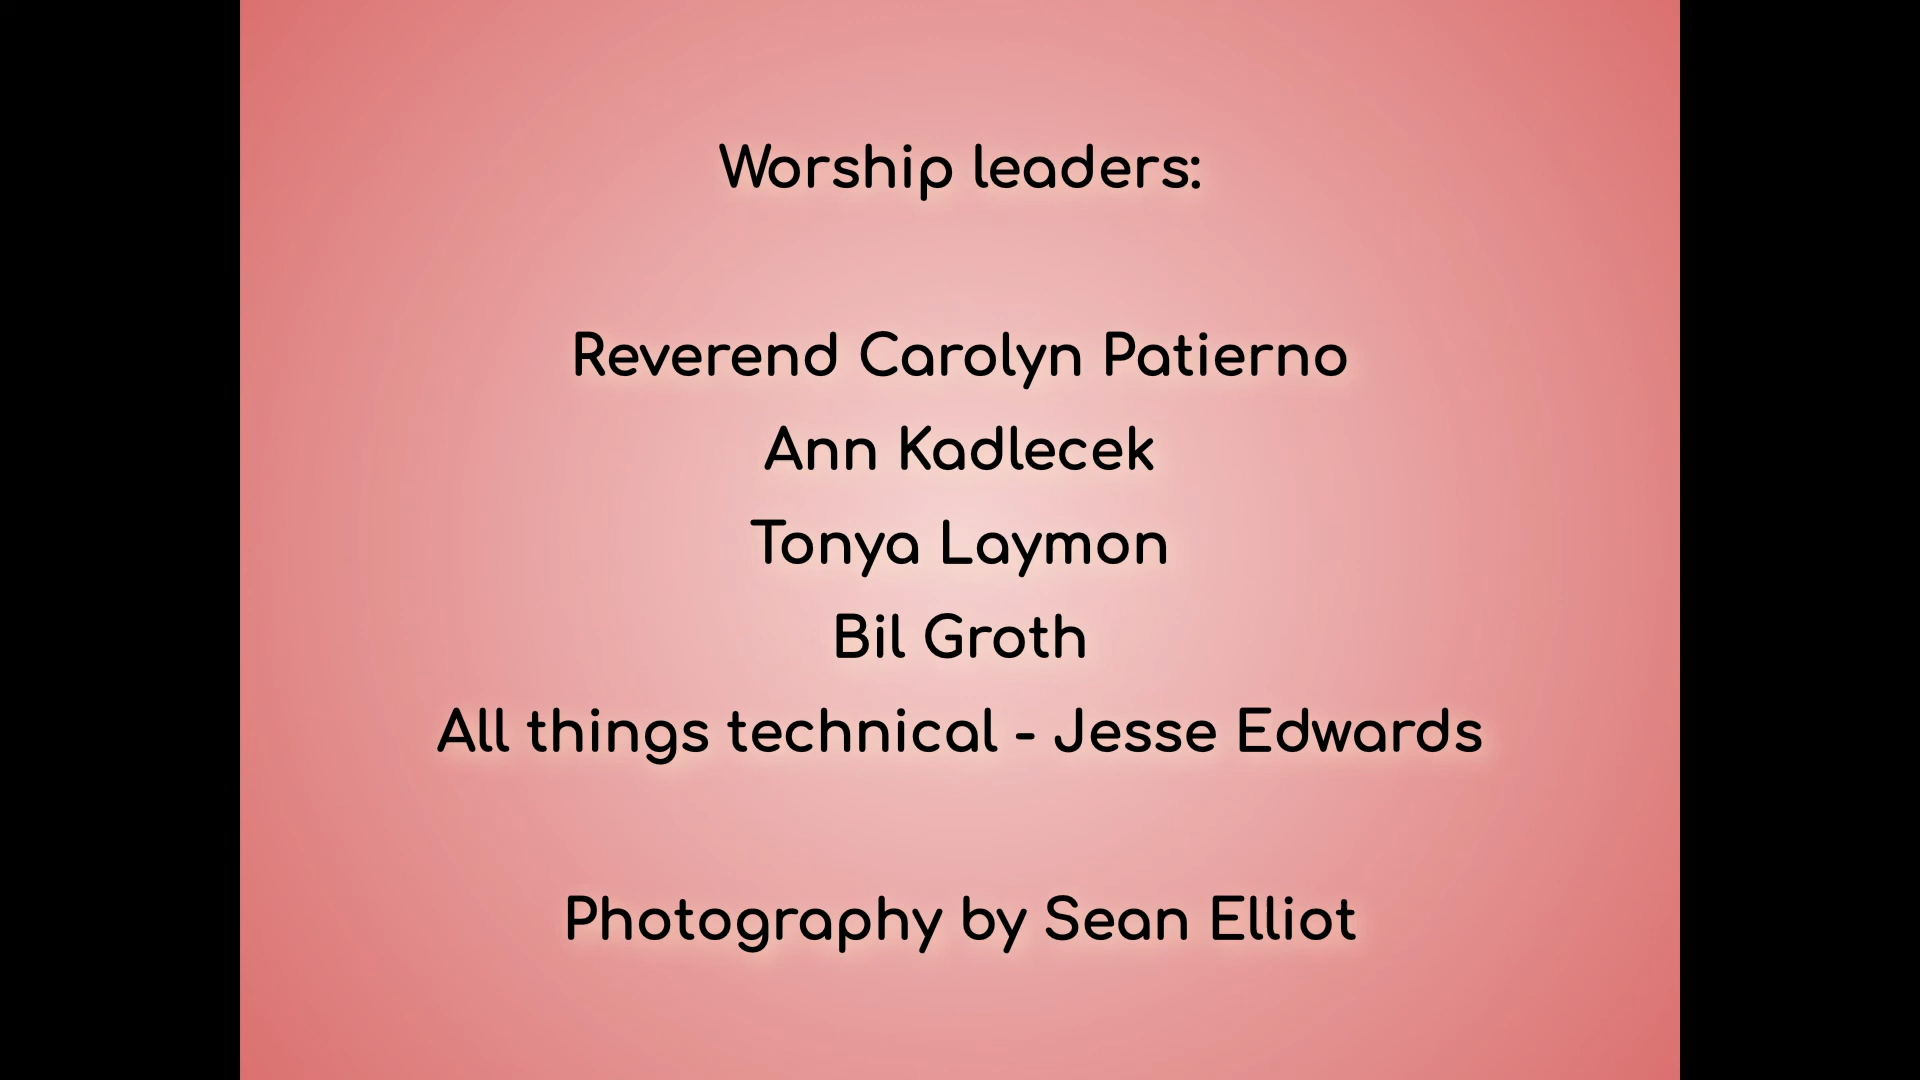 Worship leaders:
Reverend Carolyn Patierno
Ann Kadlecek
Tonya Laymon
Bil Groth
All things technical - Jesse Edwards
Photography by Sean Elliot